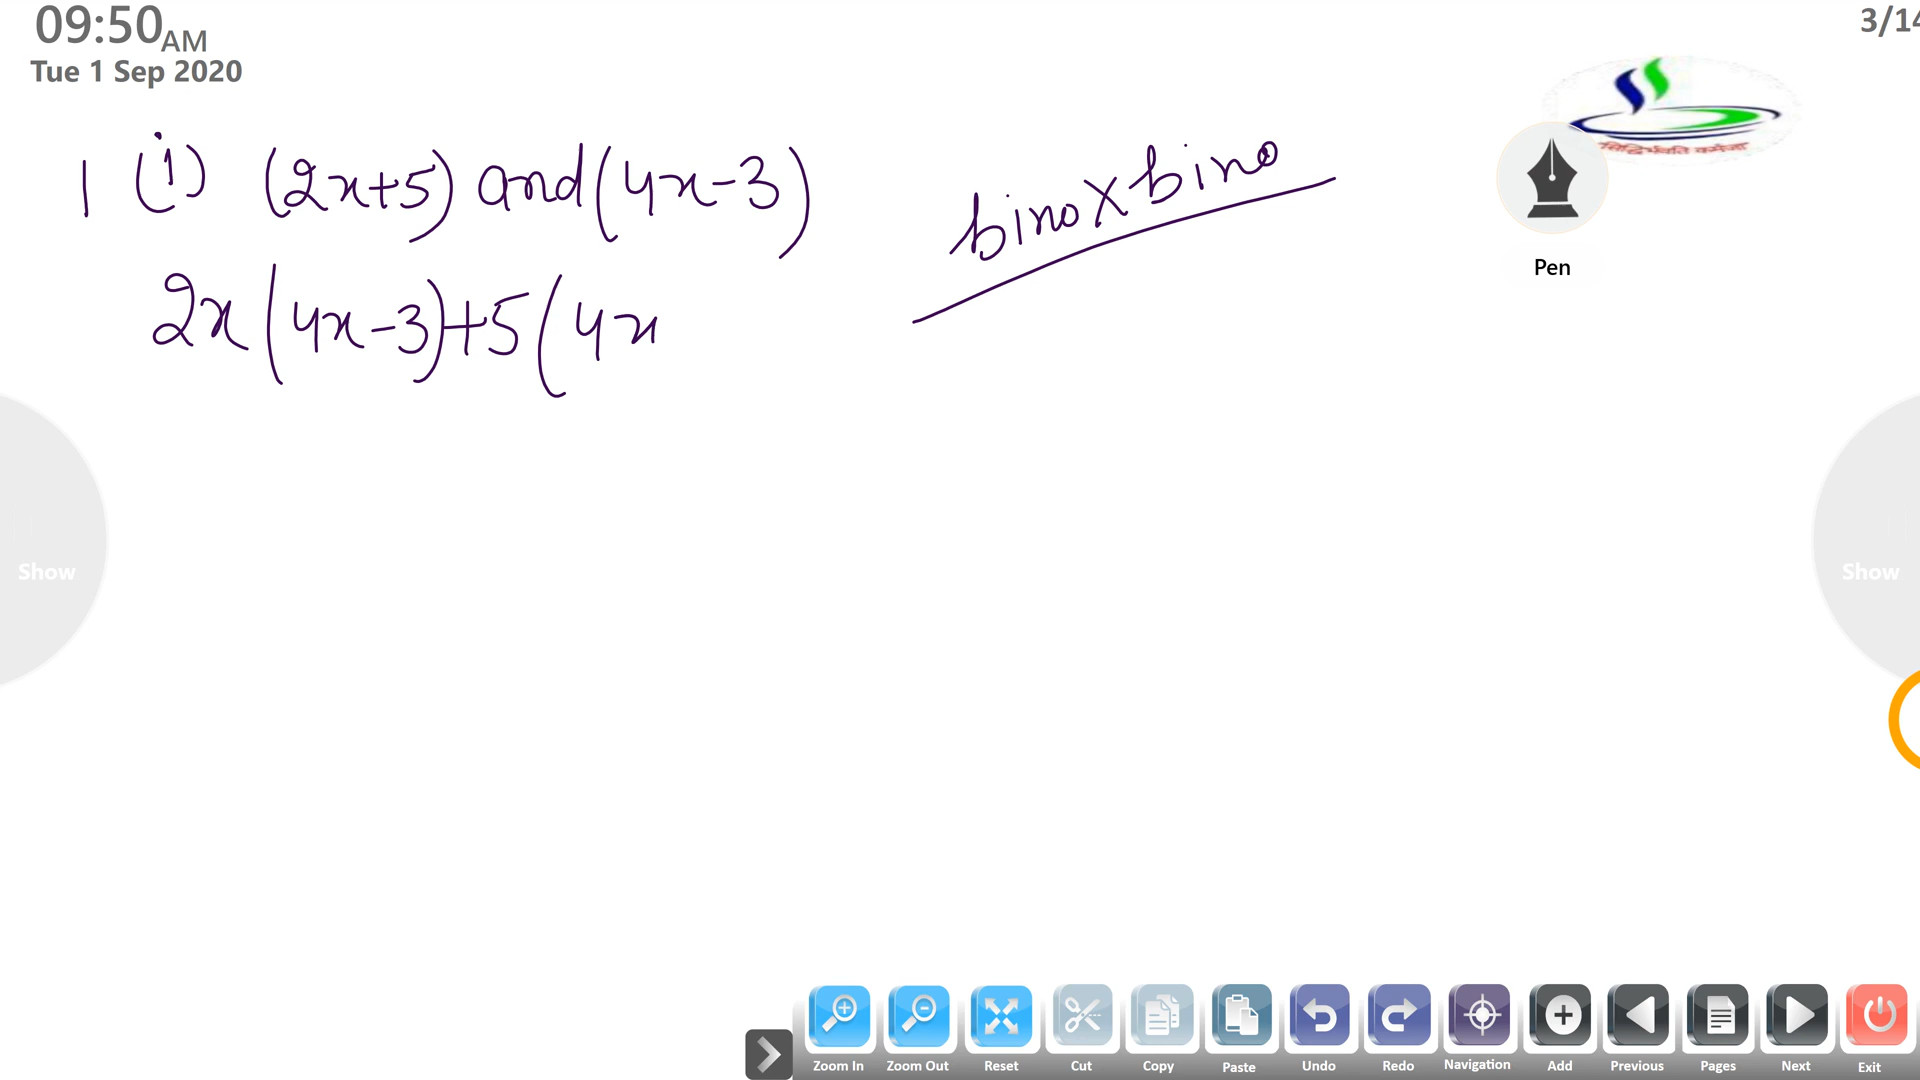 09:50 AM
3/14
Tue 1 Sep 2020
1 (i) (2x+5) and (4x-3)
bino X bino
2x(4x-3)+5(4x
Pen
Show
Show
Zoom In Zoom Out Reset Cut Copy Paste Undo Redo Navigation Add Previous Pages Next Exit